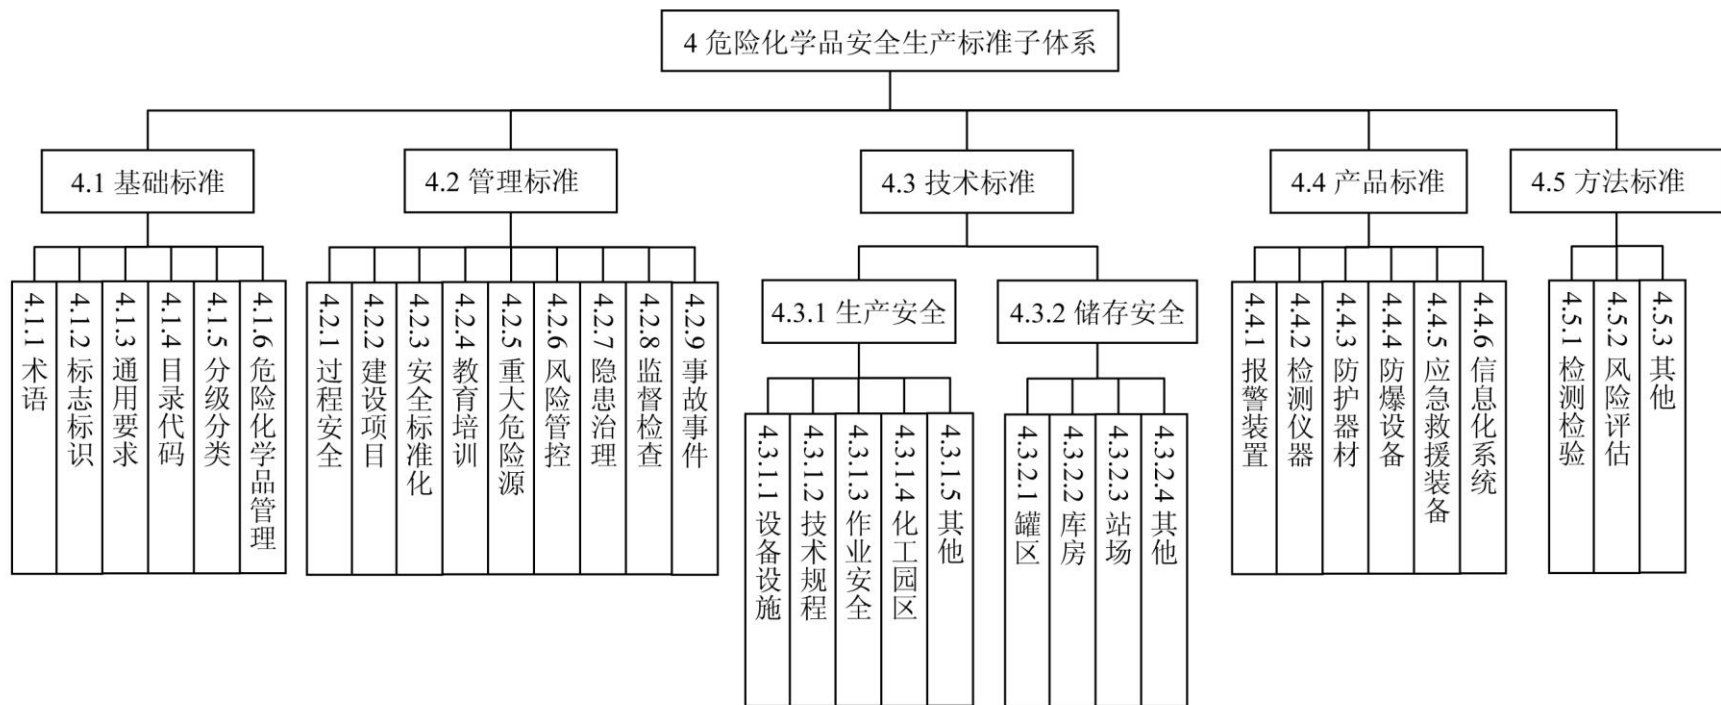 4 危险化学品安全生产标准子体系
4.1 基础标准
4.2 管理标准
4.3 技术标准
4.4 产品标准
4.5 方法标准
4.1.1 术语
4.1.2 标志标识
4.1.3 通用要求
4.1.4 目录代码
4.1.5 分级分类
4.1.6 危险化学品管理
4.2.1 过程安全
4.2.2 建设项目
4.2.3 安全标准化
4.2.4 教育培训
4.2.5 重大危险源
4.2.6 风险管控
4.2.7 隐患治理
4.2.8 监督检查
4.2.9 事故事件
4.3.1 生产安全
4.3.2 储存安全
4.3.1.1 设备设施
4.3.1.2 技术规程
4.3.1.3 作业安全
4.3.1.4 化工园区
4.3.1.5 其他
4.3.2.1 罐区
4.3.2.2 库房
4.3.2.3 站场
4.3.2.4 其他
4.4.1 报警装置
4.4.2 检测仪器
4.4.3 防护器材
4.4.4 防爆设备
4.4.5 应急救援装备
4.4.6 信息化系统
4.5.1 检测检验
4.5.2 风险评估
4.5.3 其他